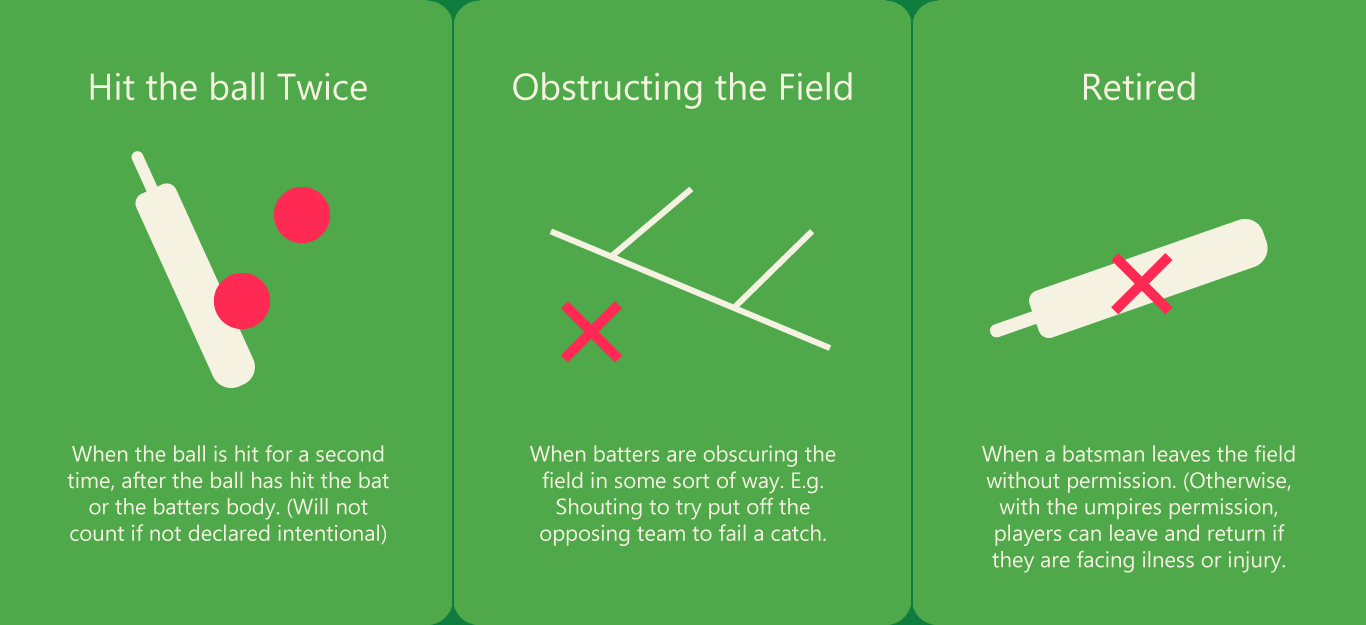 Hit the ball Twice
When the ball is hit for a second
time, after the ball has hit the bat
or the batters body. (Will not
count if not declared intentional)
Obstructing the Field
When batters are obscuring the
field in some sort of way. E.g.
Shouting to try put off the
opposing team to fail a catch.
Retired
When a batsman leaves the field
without permission. (Otherwise,
with the umpires permission,
players can leave and return if
they are facing ilness or injury.